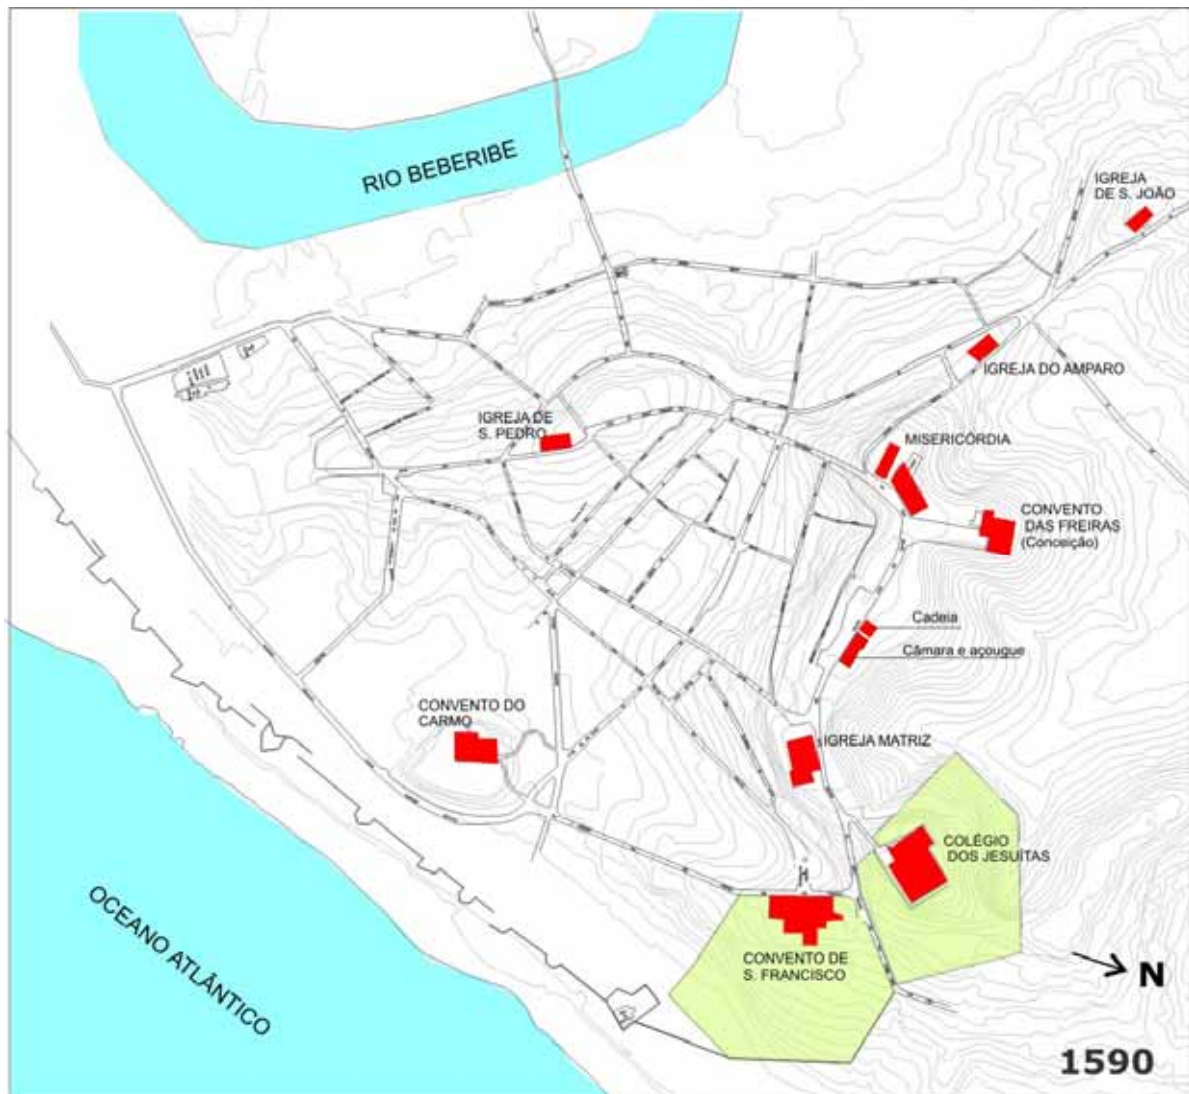 RIO BEBERIBE
IGREJA
DE S. JOÃO
IGREJA DO AMPARO
IGREJA DE
S. PEDRO
MISERICÓRDIA
CONVENTO
DAS FREIRAS
(Conceição)
Cadeia
Câmara e açougue
CONVENTO DO
CARMO
IGREJA MATRIZ
COLÉGIO
DOS JESUÍTAS
OCEANO ATLÂNTICO
CONVENTO DE
S. FRANCISCO
N
1590